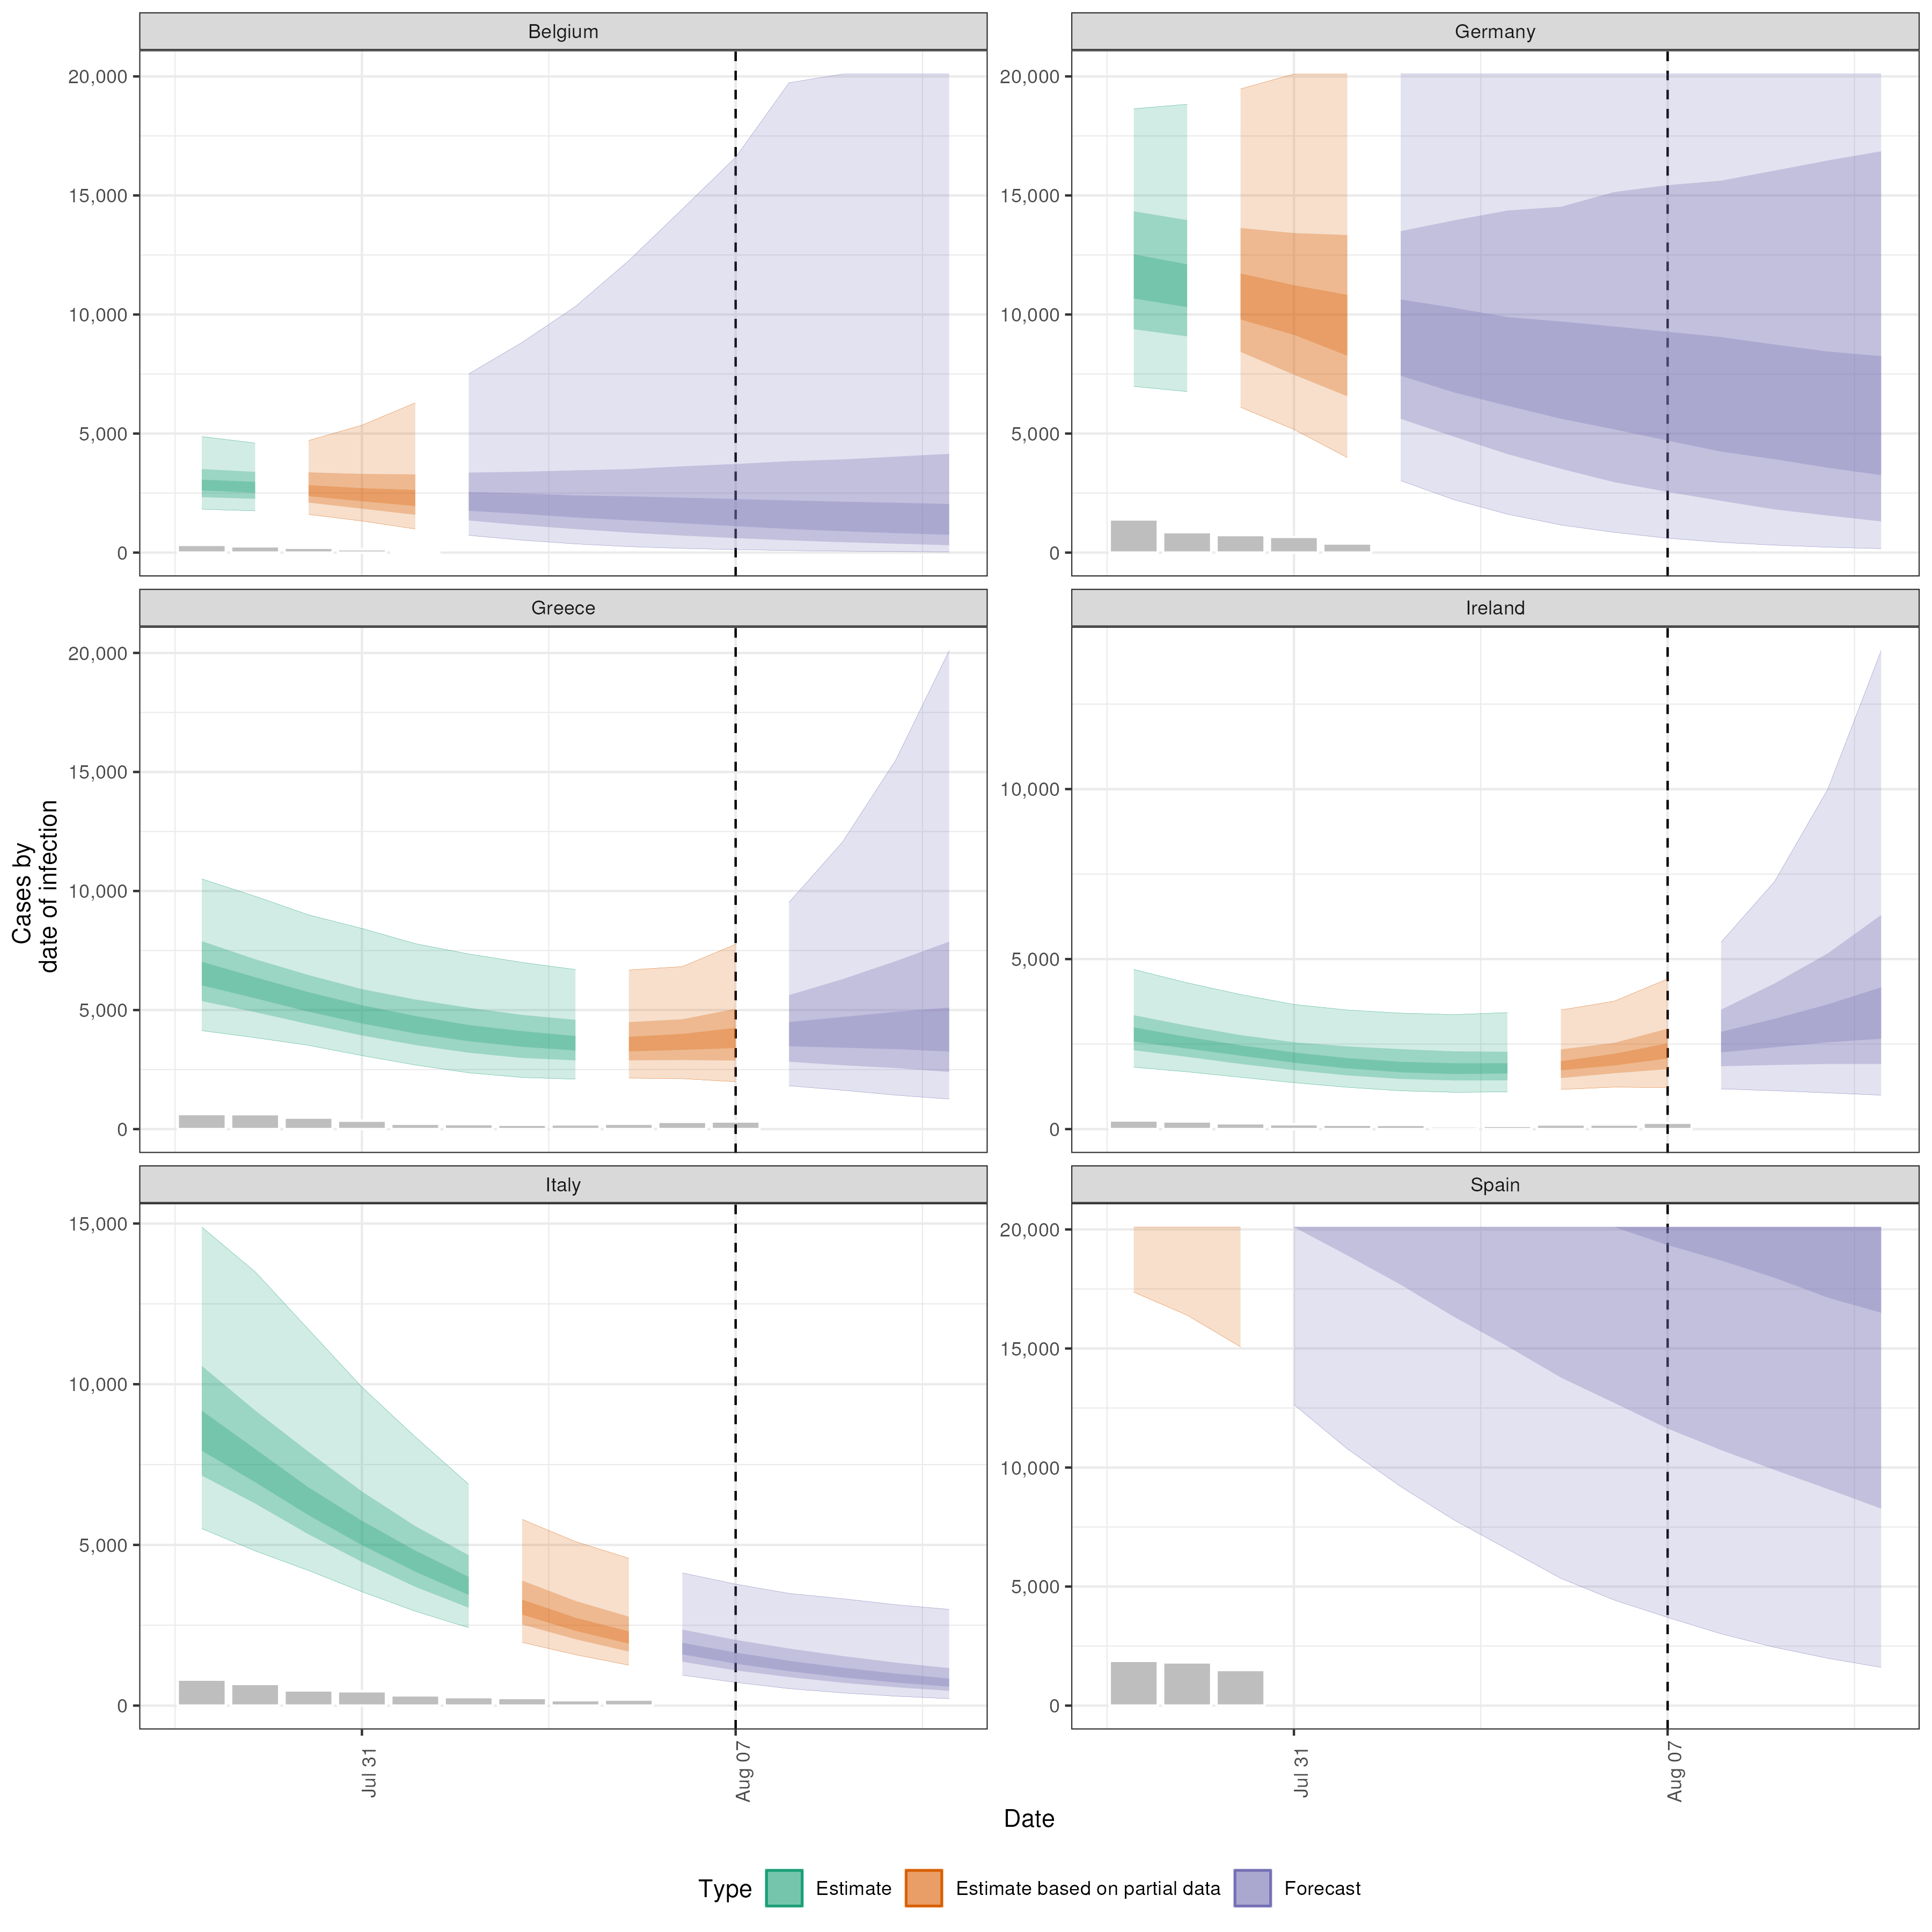 Belgium
Germany
20,000
15,000
10,000
5,000
0
20,000
15,000
10,000
5,000
0
Greece
Ireland
20,000
15,000
10,000
5,000
0
10,000
5,000
0
Italy
Spain
15,000
10,000
5,000
0
20,000
15,000
10,000
5,000
0
Cases by
date of infection
Jul 31
Aug 07
Jul 31
Aug 07
Date
Type
Estimate
Estimate based on partial data
Forecast